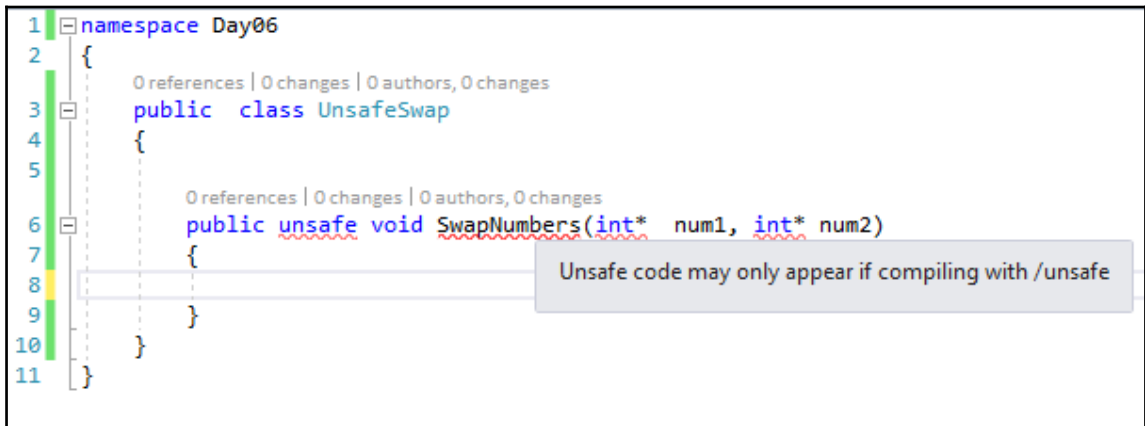 1 namespace Day06
2 {
0 references | 0 changes | 0 authors, 0 changes
3 public  class UnsafeSwap
4 {
5
0 references | 0 changes | 0 authors, 0 changes
6 public unsafe void SwapNumbers(int*  num1, int* num2)
7 {
Unsafe code may only appear if compiling with /unsafe
8
9 }
10 }
11 }